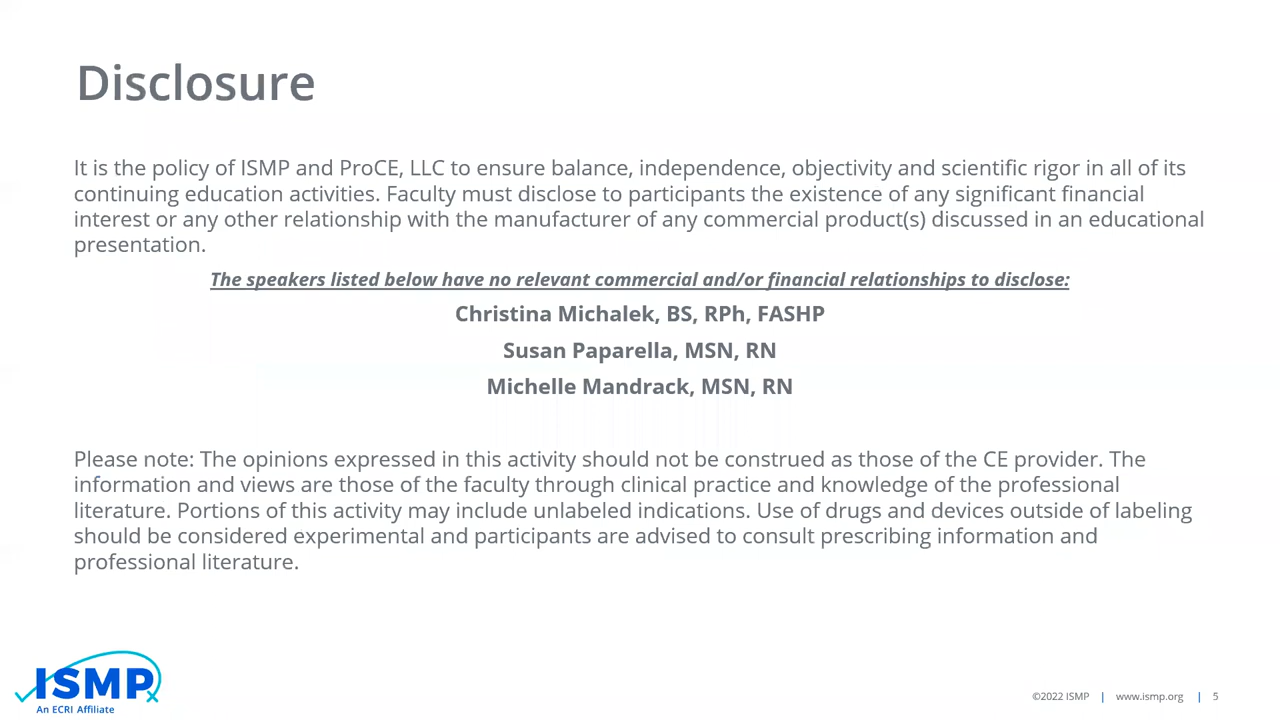 Disclosure
It is the policy of ISMP and ProCE, LLC to ensure balance, independence, objectivity and scientific rigor in all of its
continuing education activities. Faculty must disclose to participants the existence of any significant financial
interest or any other relationship with the manufacturer of any commercial product(s) discussed in an educational
presentation.
The speakers listed below have no relevant commercial and/or financial relationships to disclose:
Christina Michalek, BS, RPh, FASHP
Susan Paparella, MSN, RN
Michelle Mandrack, MSN, RN
Please note: The opinions expressed in this activity should not be construed as those of the CE provider. The
information and views are those of the faculty through clinical practice and knowledge of the professional
literature. Portions of this activity may include unlabeled indications. Use of drugs and devices outside of labeling
should be considered experimental and participants are advised to consult prescribing information and
professional literature.
ISMP
An ECRI Affiliate
©2022 ISMP | www.ismp.org | 5